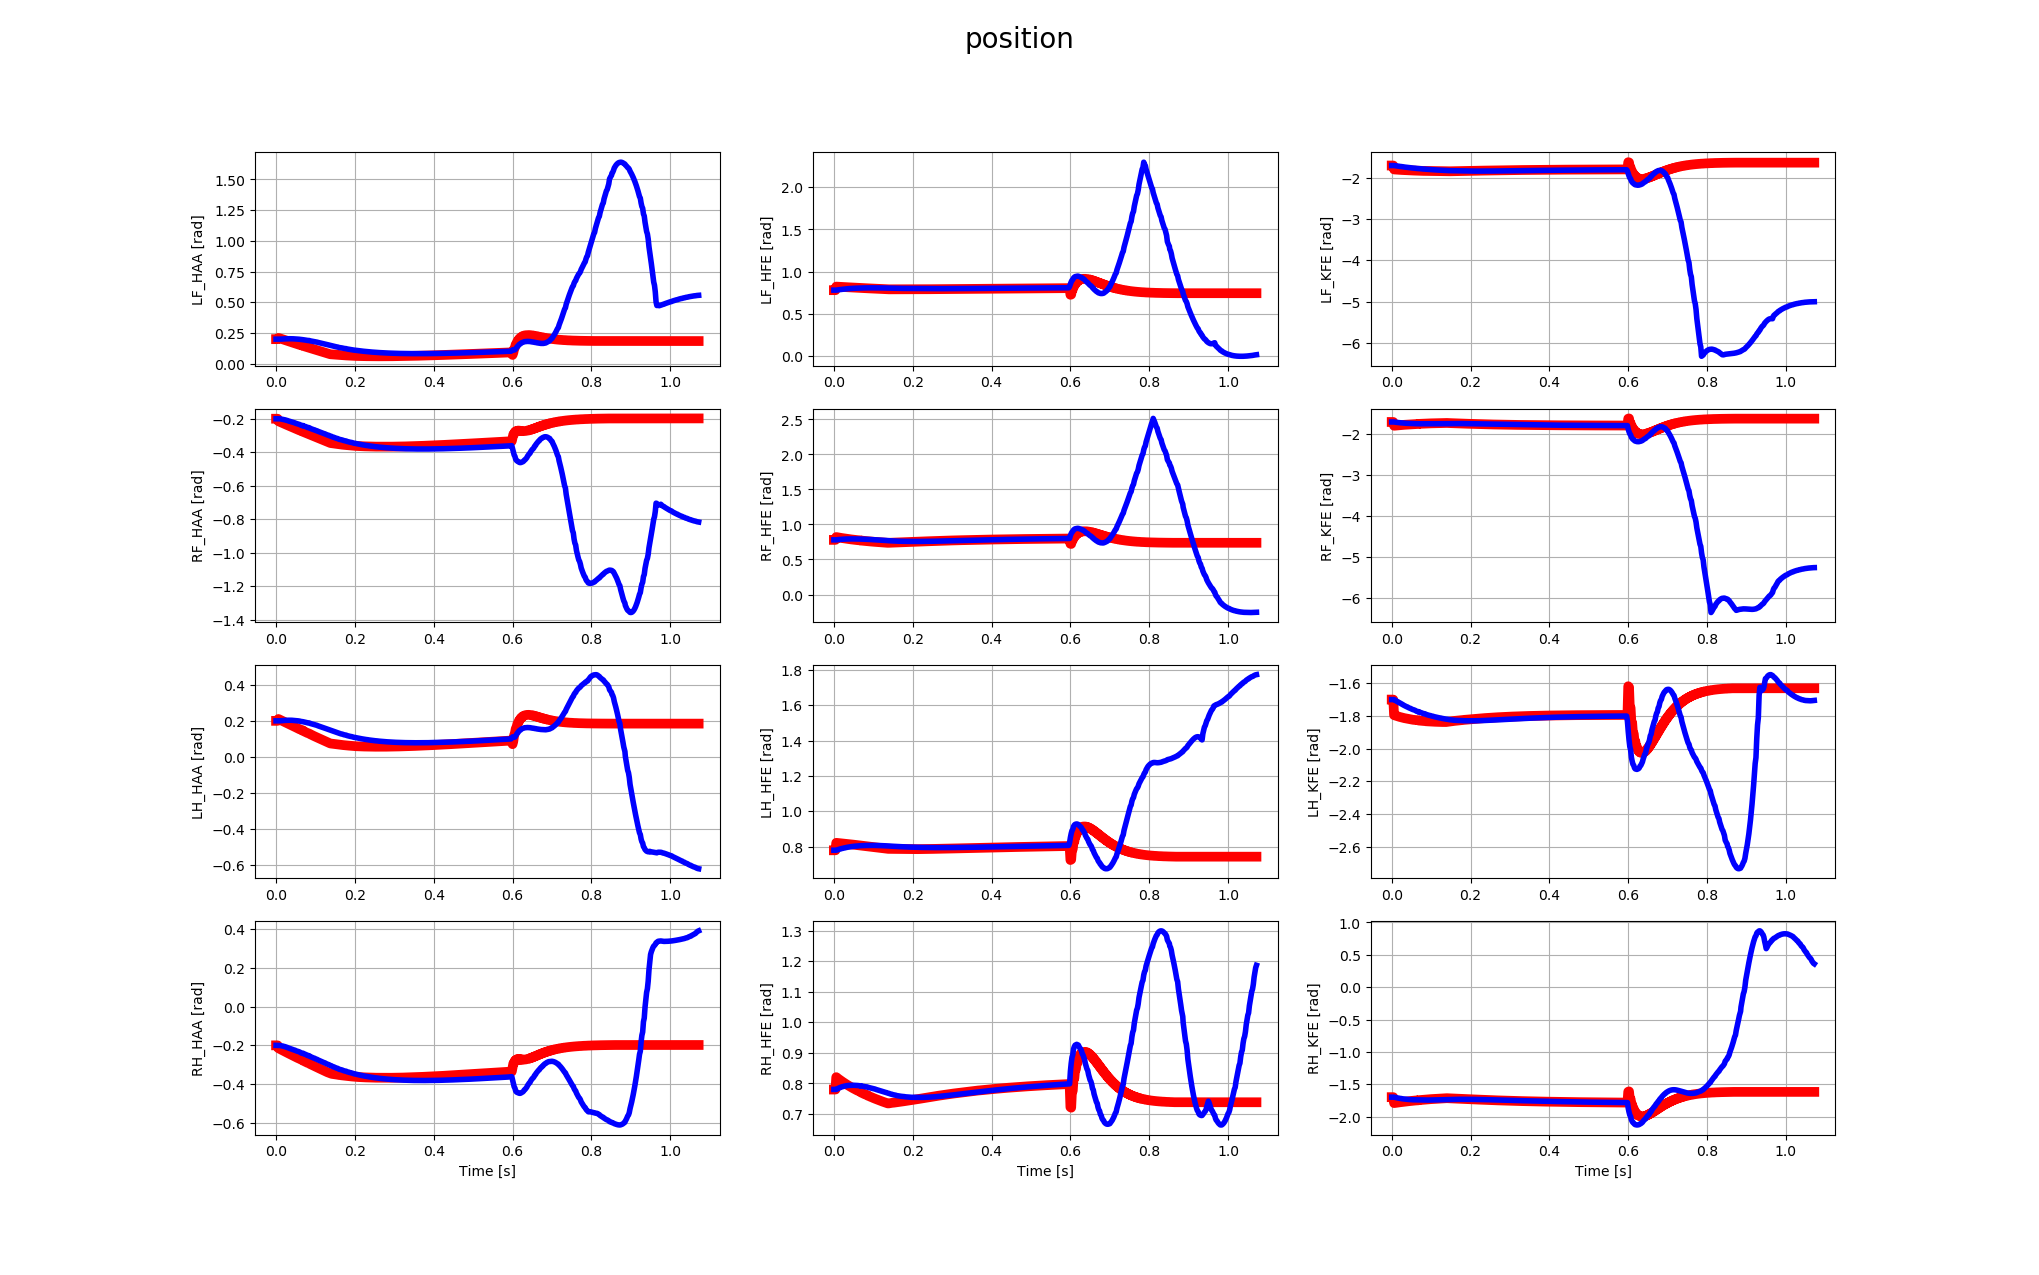 position
LF_HAA [rad]
1.50
1.25
1.00
0.75
0.50
0.25
0.00
0.0 0.2 0.4 0.6 0.8 1.0
LF_HFE [rad]
2.0
1.5
1.0
0.5
0.0
0.0 0.2 0.4 0.6 0.8 1.0
LF_KFE [rad]
−2
−3
−4
−5
−6
0.0 0.2 0.4 0.6 0.8 1.0
RF_HAA [rad]
−0.2
−0.4
−0.6
−0.8
−1.0
−1.2
−1.4
0.0 0.2 0.4 0.6 0.8 1.0
RF_HFE [rad]
2.5
2.0
1.5
1.0
0.5
0.0
0.0 0.2 0.4 0.6 0.8 1.0
RF_KFE [rad]
−2
−3
−4
−5
−6
0.0 0.2 0.4 0.6 0.8 1.0
LH_HAA [rad]
0.4
0.2
0.0
−0.2
−0.4
−0.6
0.0 0.2 0.4 0.6 0.8 1.0
LH_HFE [rad]
1.8
1.6
1.4
1.2
1.0
0.8
0.0 0.2 0.4 0.6 0.8 1.0
LH_KFE [rad]
−1.6
−1.8
−2.0
−2.2
−2.4
−2.6
0.0 0.2 0.4 0.6 0.8 1.0
RH_HAA [rad]
0.4
0.2
0.0
−0.2
−0.4
−0.6
0.0 0.2 0.4 0.6 0.8 1.0
Time [s]
RH_HFE [rad]
1.3
1.2
1.1
1.0
0.9
0.8
0.7
0.0 0.2 0.4 0.6 0.8 1.0
Time [s]
RH_KFE [rad]
1.0
0.5
0.0
−0.5
−1.0
−1.5
−2.0
0.0 0.2 0.4 0.6 0.8 1.0
Time [s]